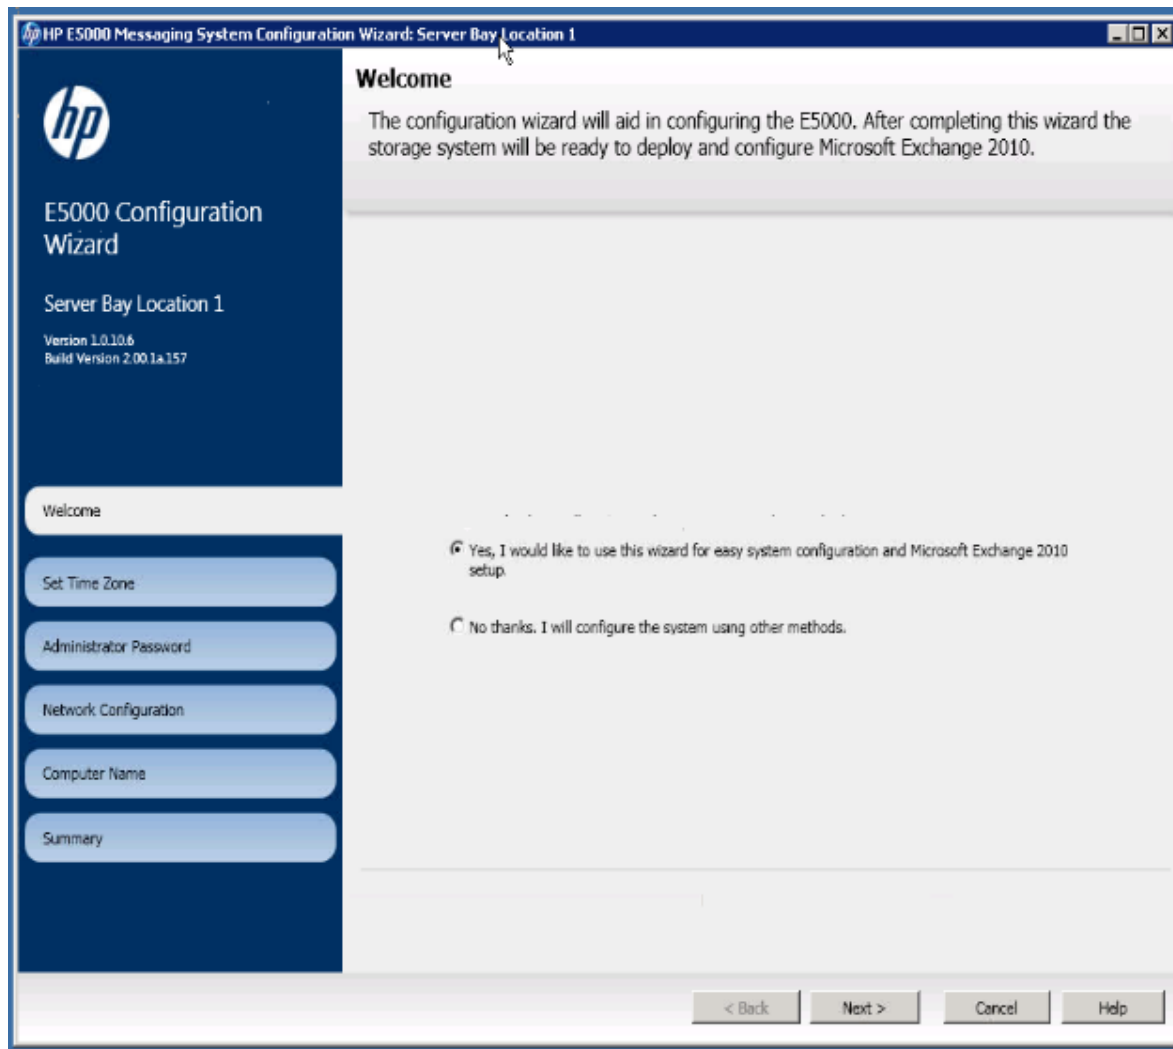 HP E5000 Messaging System Configuration Wizard: Server Bay Location 1
hp
E5000 Configuration
Wizard
Server Bay Location 1
Version 1.0.10.6
Build Version 2.00.1a.157
Welcome
Set Time Zone
Administrator Password
Network Configuration
Computer Name
Summary
Welcome
The configuration wizard will aid in configuring the E5000. After completing this wizard the
storage system will be ready to deploy and configure Microsoft Exchange 2010.
Yes, I would like to use this wizard for easy system configuration and Microsoft Exchange 2010
setup.
No thanks. I will configure the system using other methods.
< Back
Next >
Cancel
Help